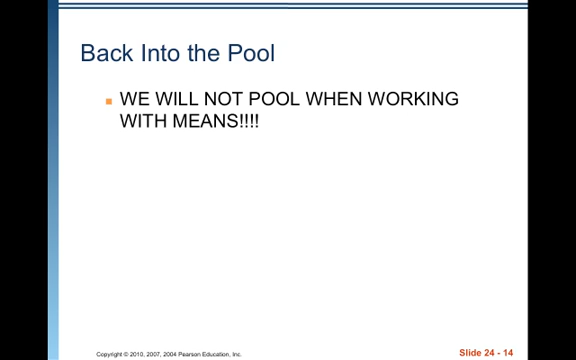 Back Into the Pool
WE WILL NOT POOL WHEN WORKING
WITH MEANS!!!!
Copyright © 2010, 2007, 2004 Pearson Education, Inc.
Slide 24 - 14